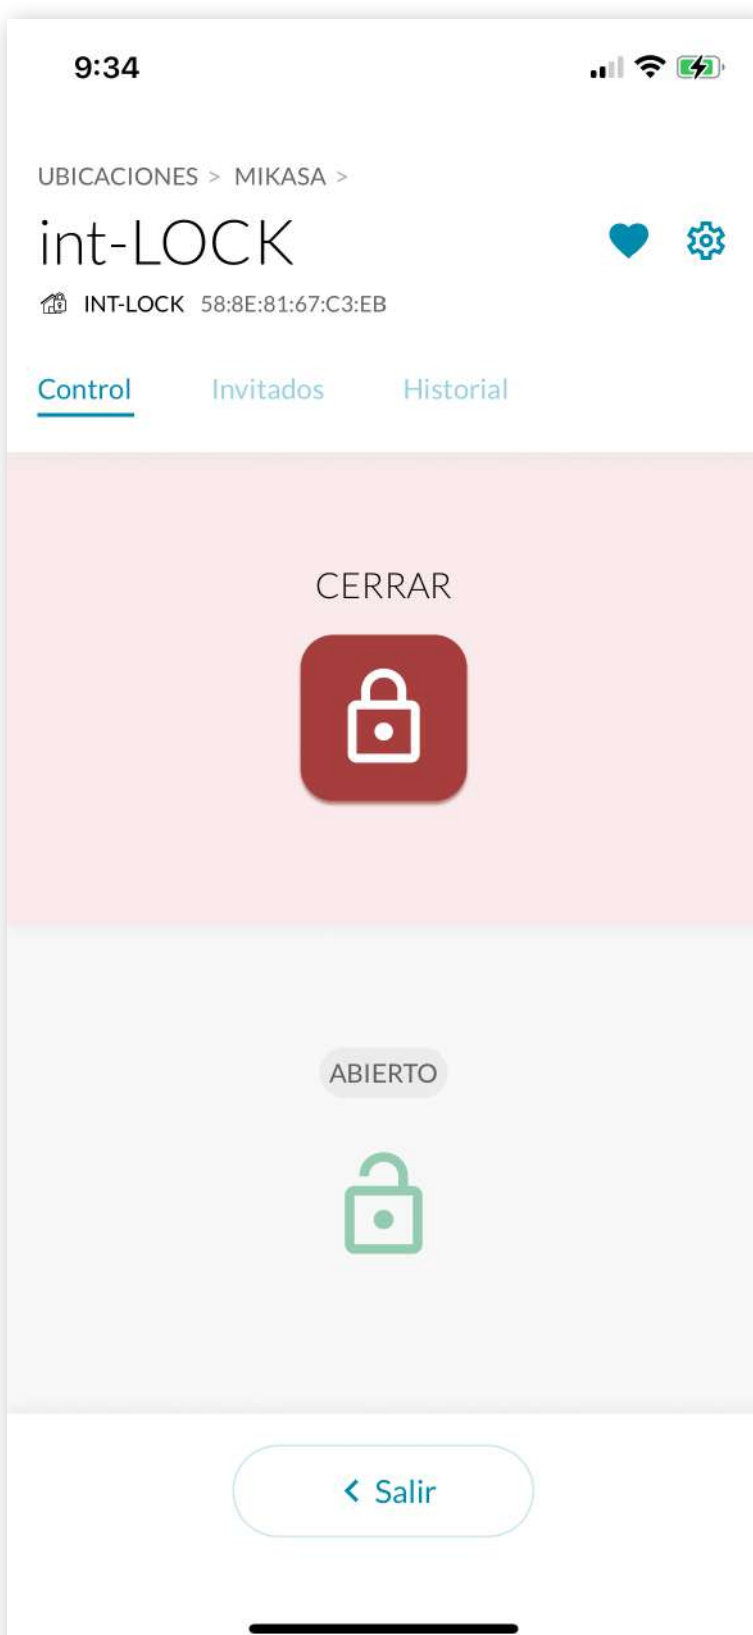 9:34
UBICACIONES > MIKASA >
int-LOCK
INT-LOCK 58:8E:81:67:C3:EB
Control Invitados Historial
CERRAR
ABIERTO
< Salir